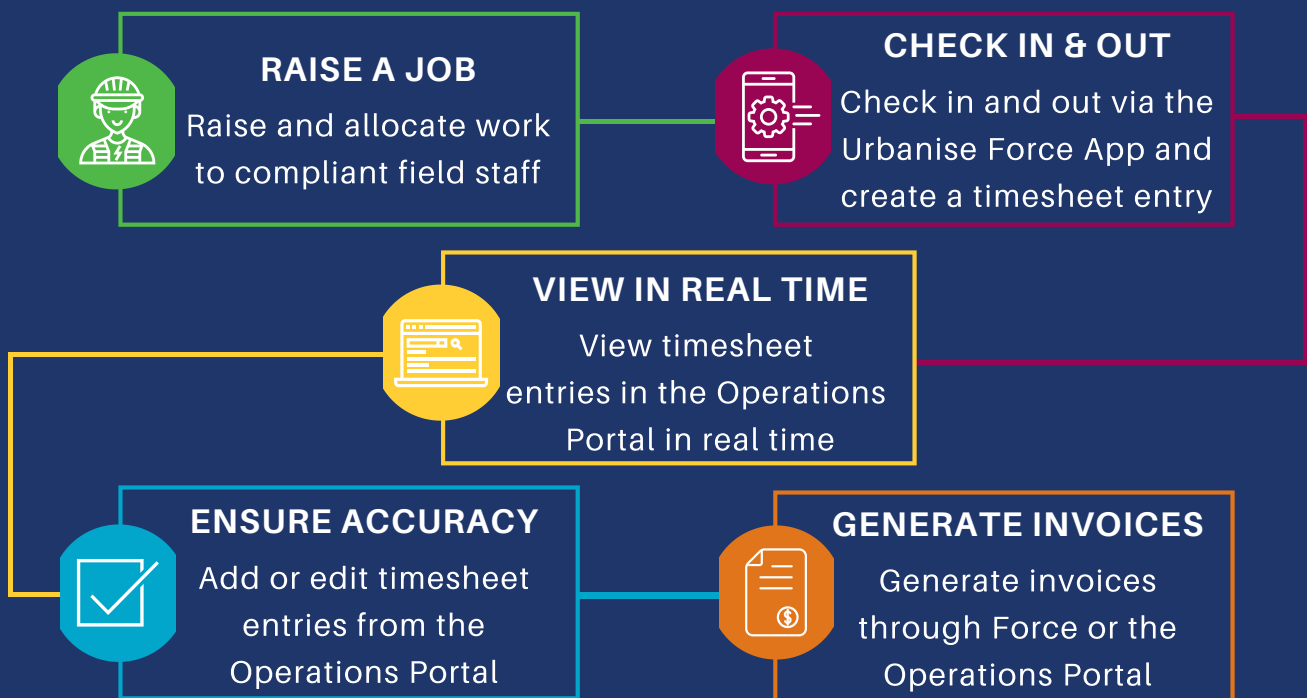 RAISE A JOB
Raise and allocate work
to compliant field staff
CHECK IN & OUT
Check in and out via the
Urbanise Force App and
create a timesheet entry
VIEW IN REAL TIME
View timesheet
entries in the Operations
Portal in real time
ENSURE ACCURACY
Add or edit timesheet
entries from the
Operations Portal
GENERATE INVOICES
Generate invoices
through Force or the
Operations Portal